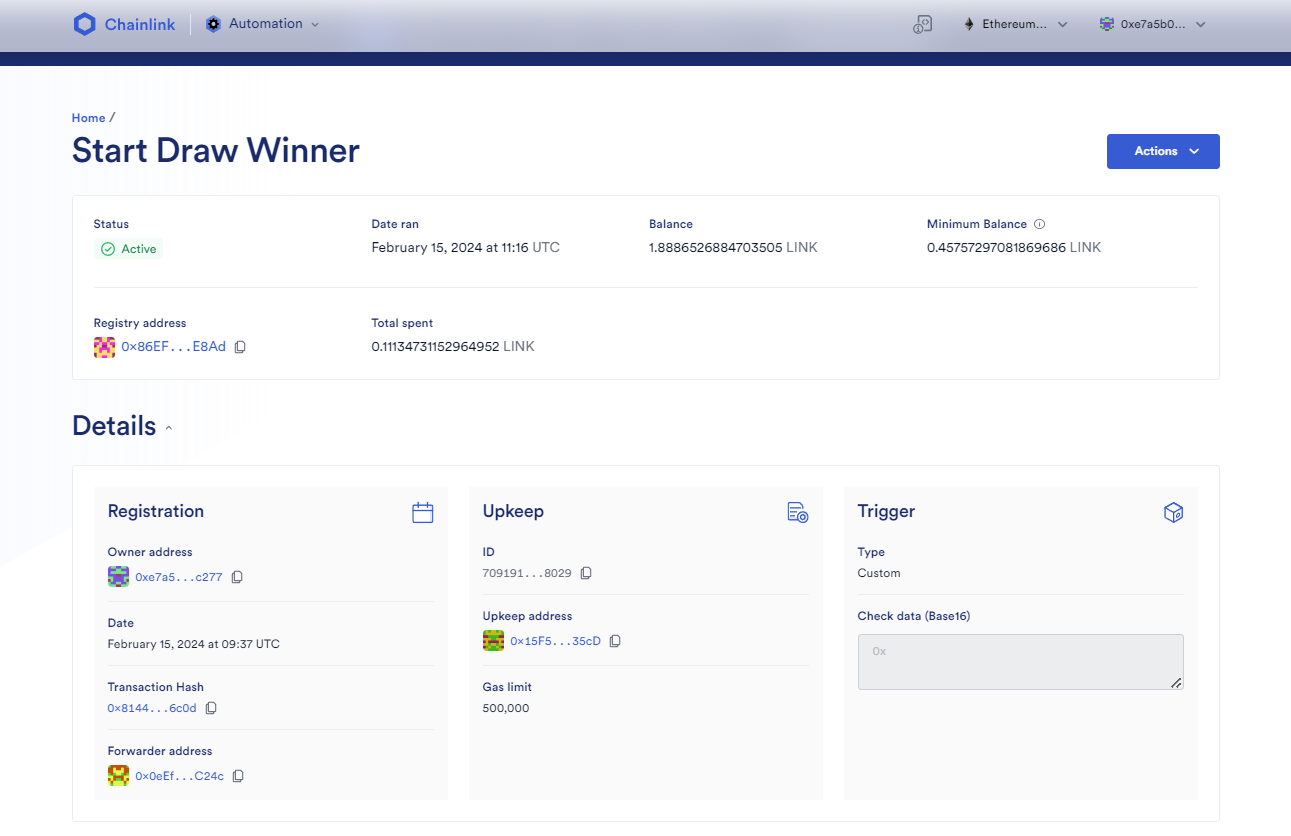 Chainlink Automation Ethereum... 0xe7a5b0...
Home /
Start Draw Winner
Actions
Status Date ran Balance Minimum Balance
Active February 15, 2024 at 11:16 UTC 1.8886526884703505 LINK 0.45757297081869686 LINK
Registry address Total spent
0x86EF...E8Ad 0.11134731152964952 LINK
Details
Registration
Owner address
0xe7a5...c277
Date
February 15, 2024 at 09:37 UTC
Transaction Hash
0x8144...6c0d
Forwarder address
0x0eEf...C24c
Upkeep
ID
709191...8029
Upkeep address
0x15F5...35cD
Gas limit
500,000
Trigger
Type
Custom
Check data (Base16)
0x